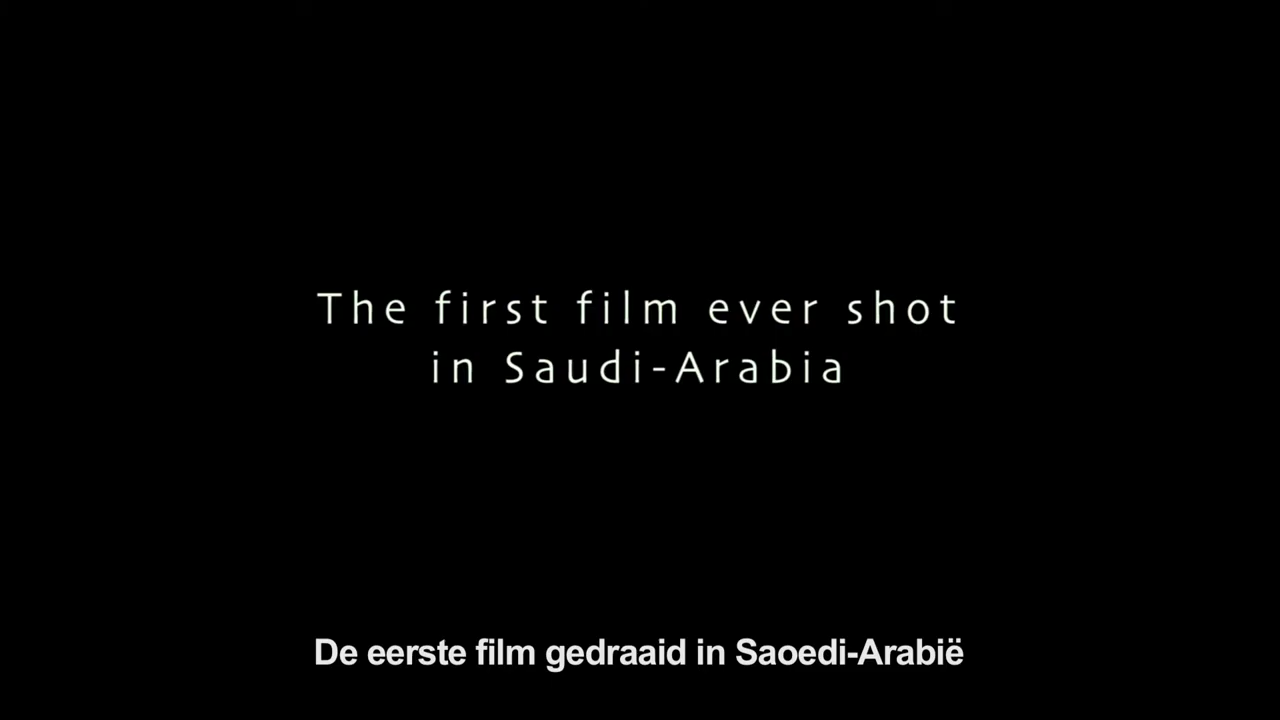 The first film ever shot
in Saudi-Arabia
De eerste film gedraaid in Saoedi-Arabië